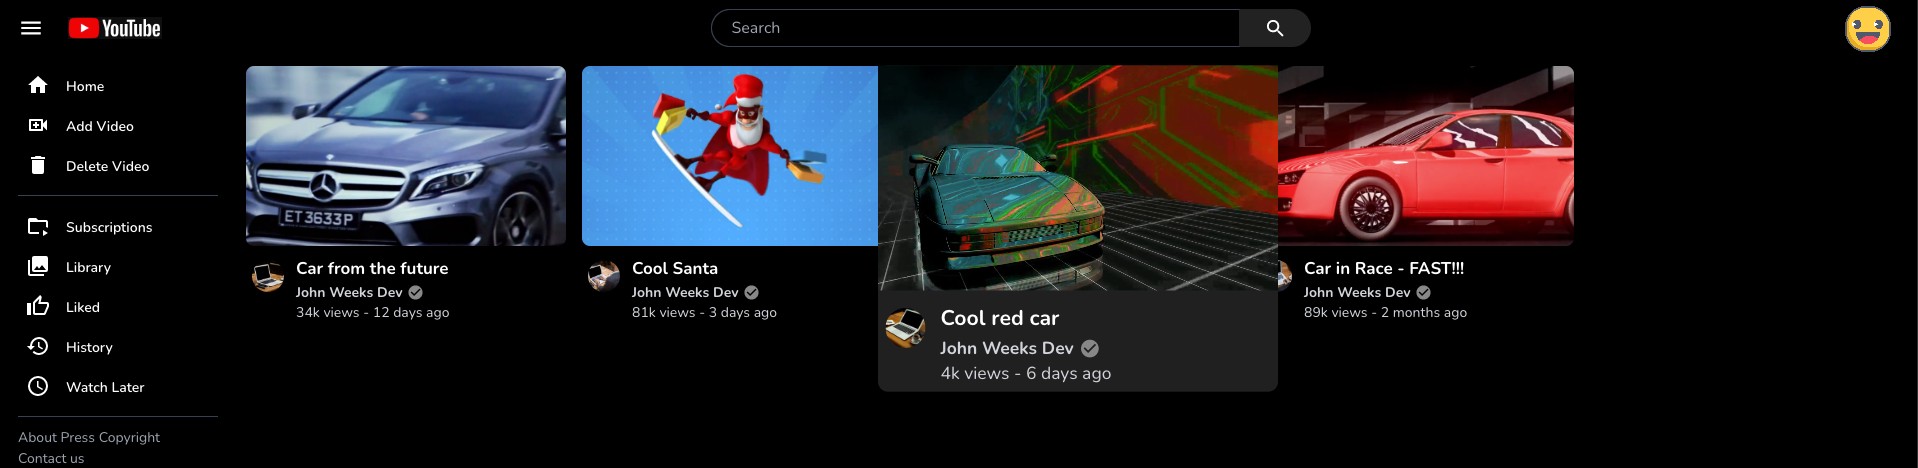 YouTube
Search
Home
Add Video
Delete Video
Subscriptions
Library
Liked
History
Watch Later
About Press Copyright
Contact us
ET 3633P
Car from the future
John Weeks Dev
34k views - 12 days ago
Cool Santa
John Weeks Dev
81k views - 3 days ago
Cool red car
John Weeks Dev
4k views - 6 days ago
Car in Race - FAST!!!
John Weeks Dev
89k views - 2 months ago